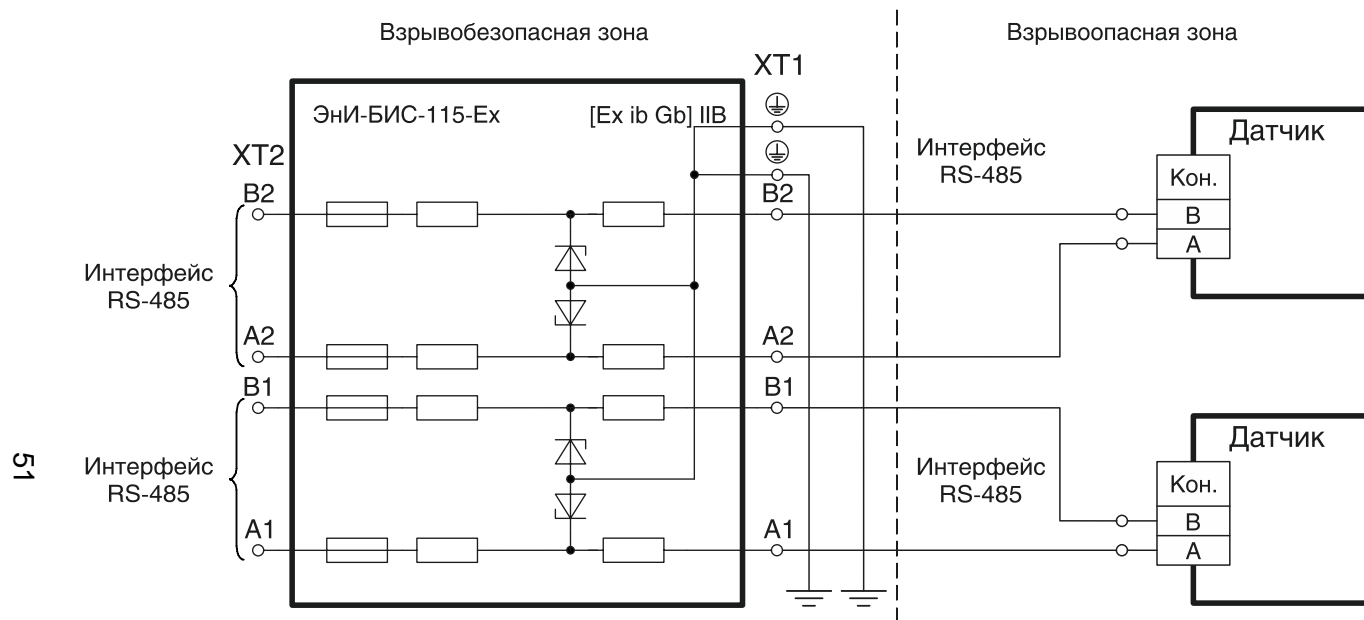 Взрывобезопасная зона
Взрывоопасная зона
XT1
ЭнИ-БИС-115-Ex
[Ex ib Gb] IIB
XT2
B2
A2
B1
A1
Интерфейс
RS-485
Интерфейс
RS-485
B2
A2
B1
A1
Интерфейс
RS-485
Интерфейс
RS-485
Датчик
Кон.
B
A
Датчик
Кон.
B
A
51